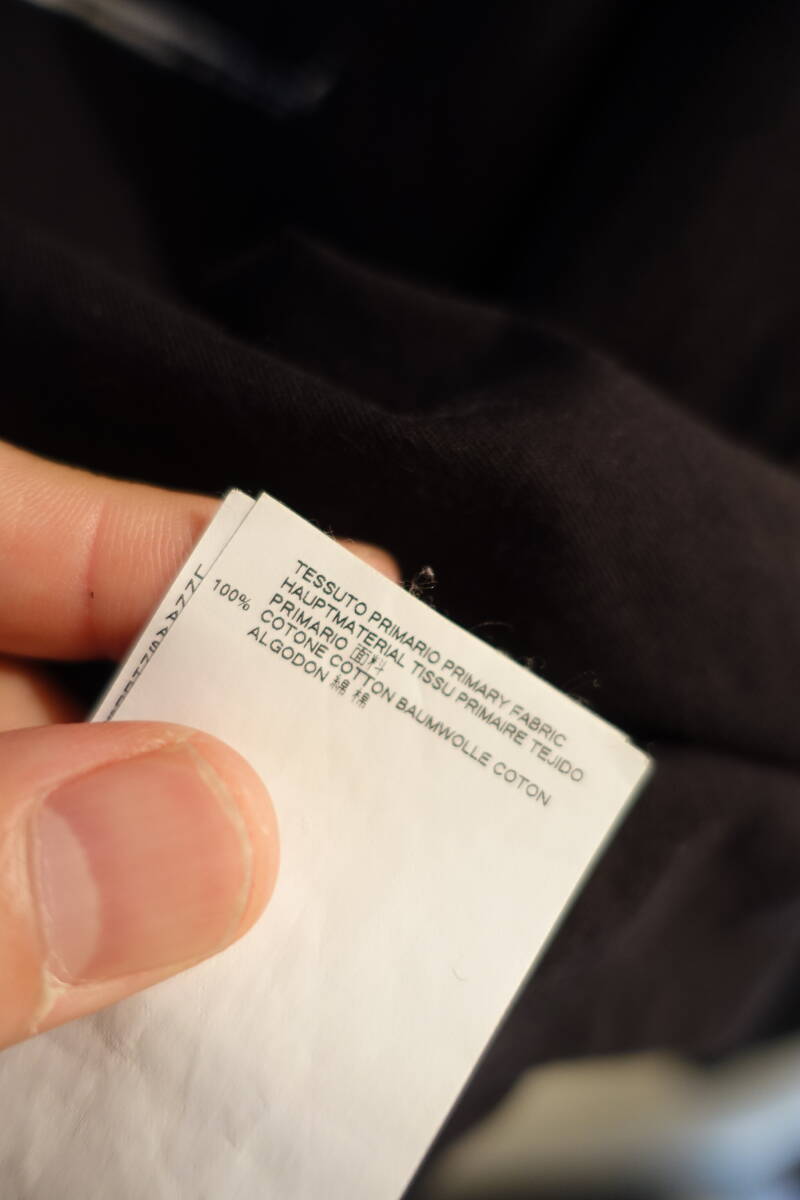 TESSUTO PRIMARIO PRIMARY FABRIC
HAUPTMATERIAL TISSU PRIMAIRE TEJIDO
PRIMARIO 面料
100% COTONE COTTON BAUMWOLLE COTON
ALGODON 綿 棉